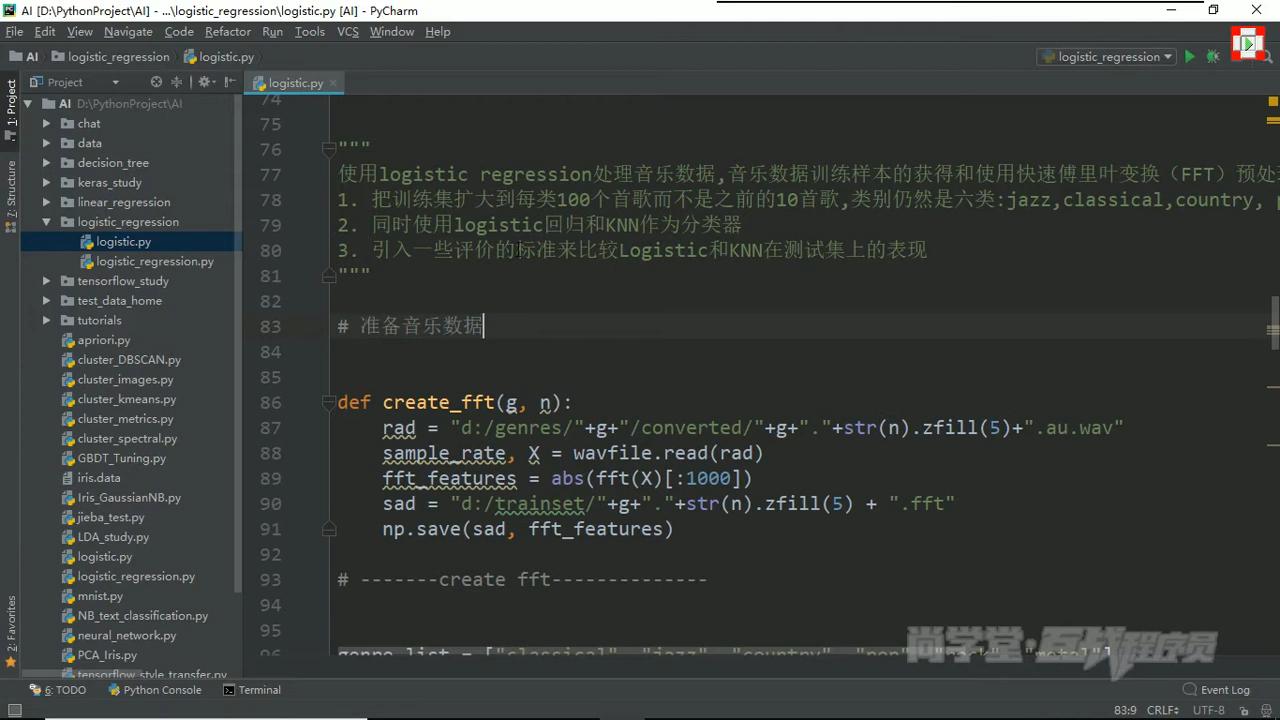 AI [D:\PythonProject\AI] - ...\logistic_regression\logistic.py [AI] - PyCharm
File Edit View Navigate Code Refactor Run Tools VCS Window Help
AI logistic_regression logistic.py logistic_regression
Project logistic.py
1: Project
7: Structure
2: Favorites
AI D:\PythonProject\AI
chat
data
decision_tree
keras_study
linear_regression
logistic_regression
logistic.py
logistic_regression.py
tensorflow_study
test_data_home
tutorials
apriori.py
cluster_DBSCAN.py
cluster_images.py
cluster_kmeans.py
cluster_metrics.py
cluster_spectral.py
GBDT_Tuning.py
iris.data
Iris_GaussianNB.py
jieba_test.py
LDA_study.py
logistic.py
logistic_regression.py
mnist.py
NB_text_classification.py
neural_network.py
PCA_Iris.py
tensorflow_style_transfer.py
74
75
76 """
77 使用logistic regression处理音乐数据,音乐数据训练样本的获得和使用快速傅里叶变换（FFT）预处
78 1. 把训练集扩大到每类100个首歌而不是之前的10首歌,类别仍然是六类:jazz,classical,country,
79 2. 同时使用logistic回归和KNN作为分类器
80 3. 引入一些评价的标准来比较Logistic和KNN在测试集上的表现
81 """
82
83 # 准备音乐数据
84
85
86 def create_fft(g, n):
87 rad = "d:/genres/"+g+"/converted/"+g+"."+str(n).zfill(5)+".au.wav"
88 sample_rate, X = wavfile.read(rad)
89 fft_features = abs(fft(X)[:1000])
90 sad = "d:/trainset/"+g+"."+str(n).zfill(5) + ".fft"
91 np.save(sad, fft_features)
92
93 # -------create fft--------------
94
95
96 genre_list = ["classical", "jazz", "country", "pop", "rock", "metal"]
尚学堂·百战程序员
6: TODO Python Console Terminal Event Log
83:9 CRLF UTF-8